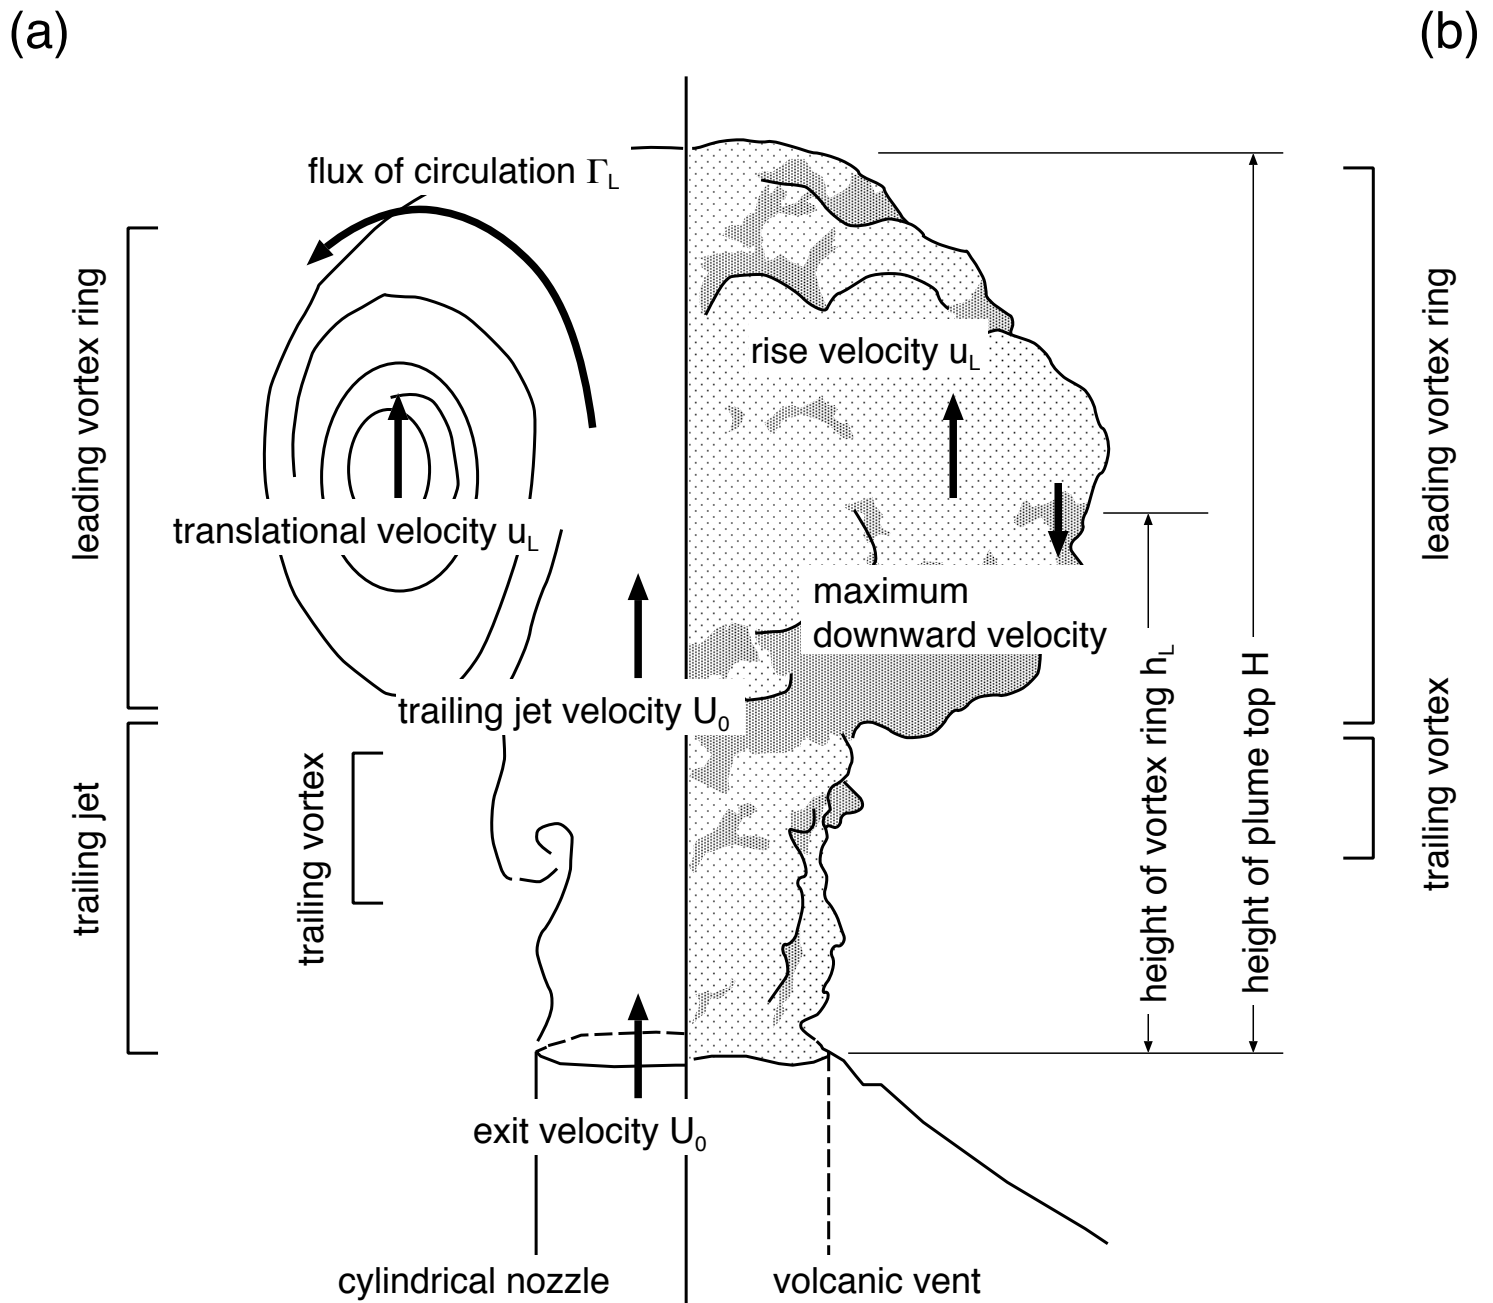 (a)
(b)
flux of circulation Γ_L
leading vortex ring
rise velocity u_L
leading vortex ring
translational velocity u_L
maximum
downward velocity
trailing jet velocity U_0
height of vortex ring h_L
height of plume top H
trailing jet
trailing vortex
trailing vortex
exit velocity U_0
cylindrical nozzle
volcanic vent